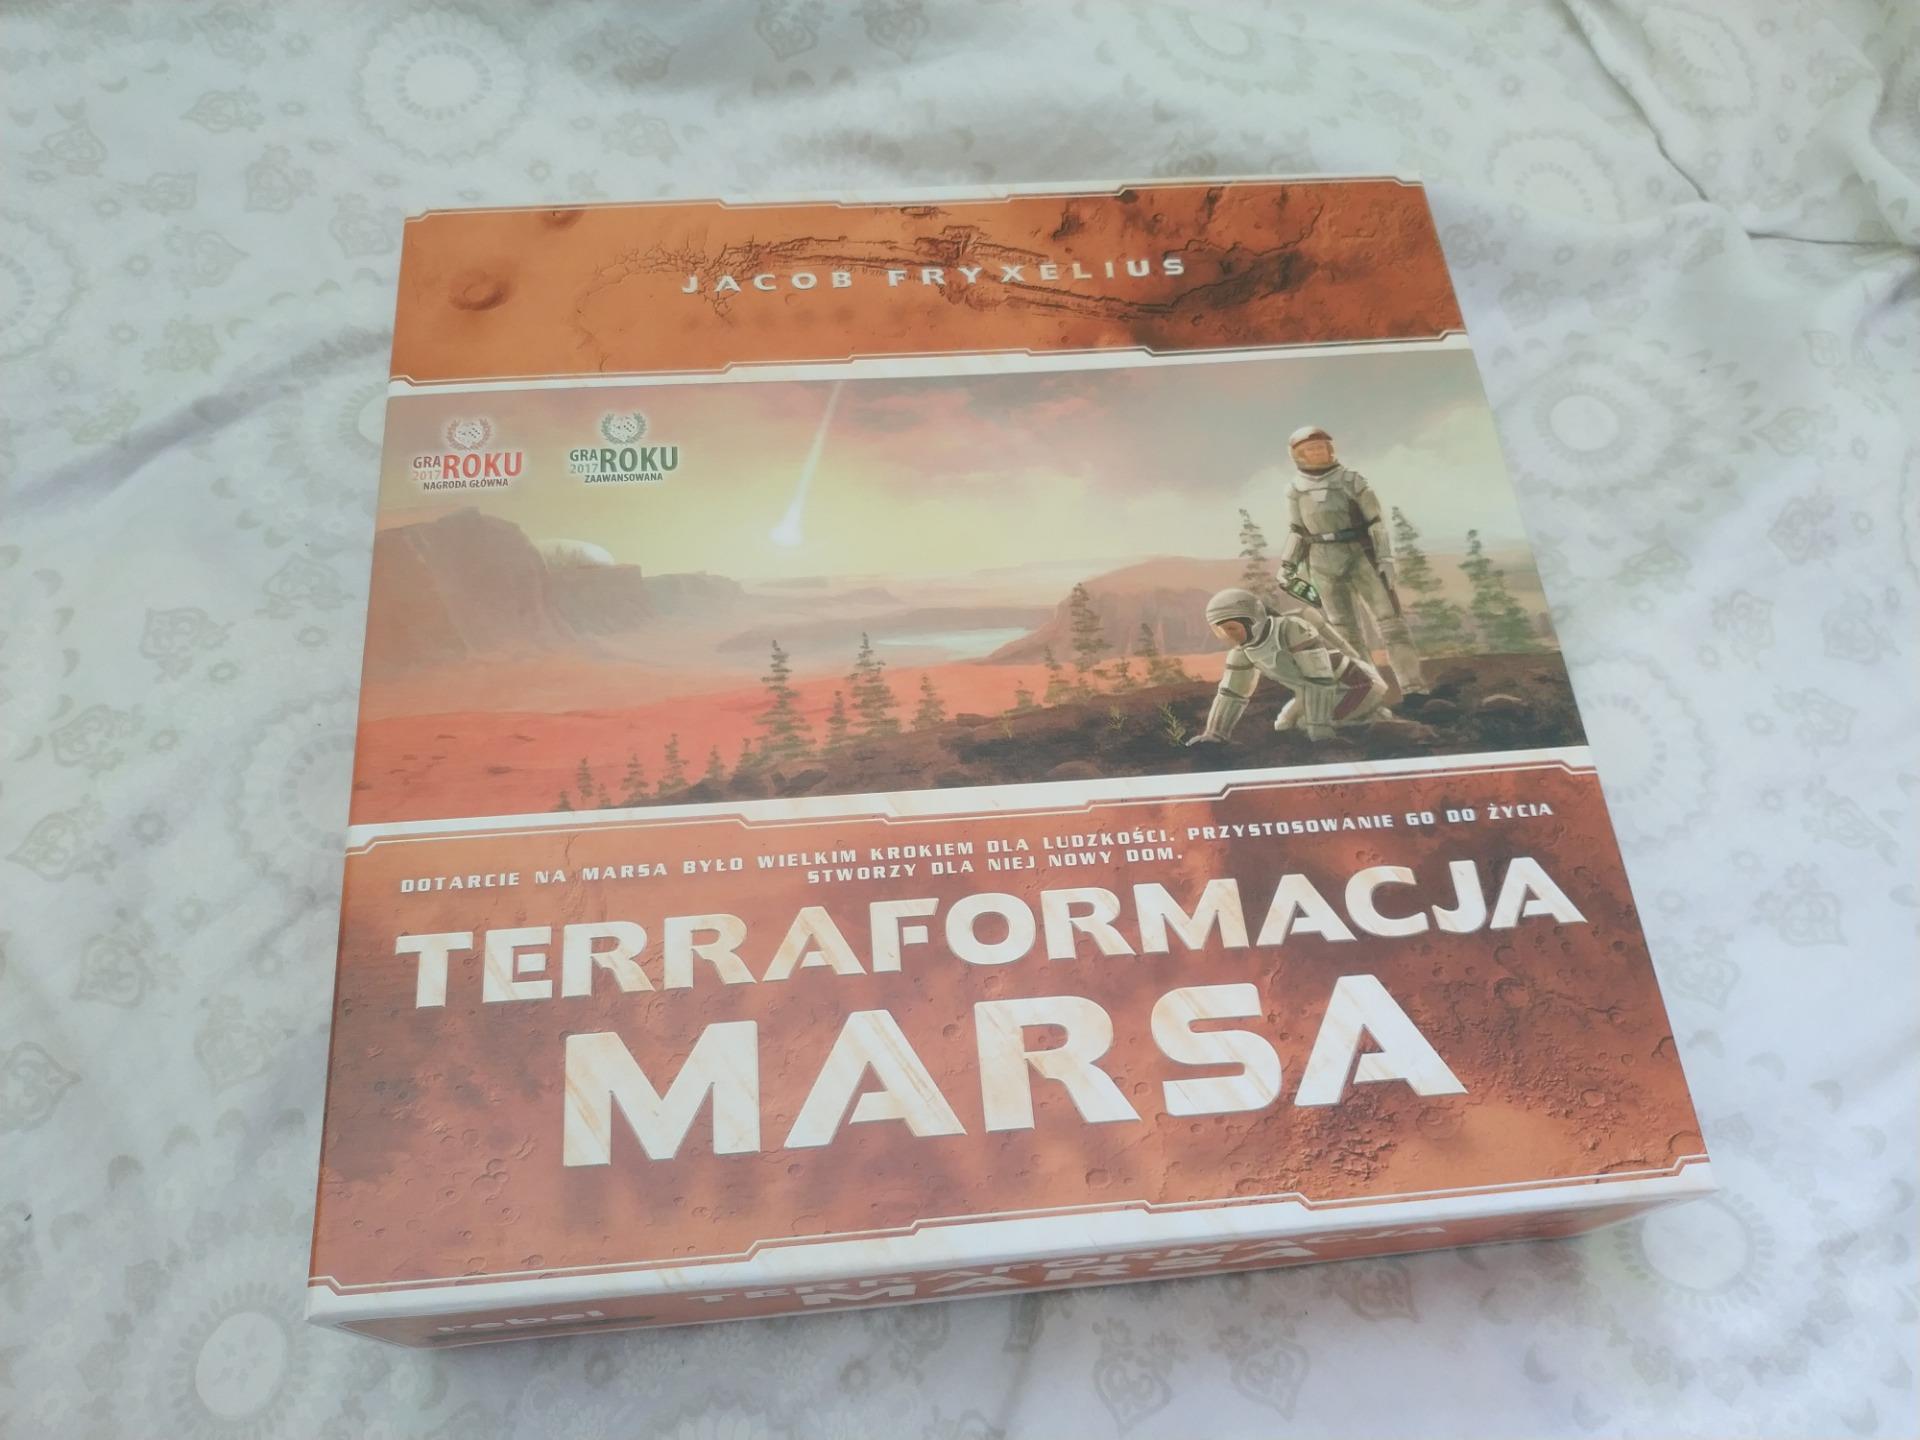 JACOB FRYXELIUS
GRA
2017 ROKU
NAGRODA GŁÓWNA
GRA
2017 ROKU
ZAAWANSOWANA
DOTARCIE NA MARSA BYŁO WIELKIM KROKIEM DLA LUDZKOŚCI. PRZYSTOSOWANIE GO DO ŻYCIA
STWORZY DLA NIEJ NOWY DOM.
TERRAFORMACJA
MARSA
rebel
TERRAFORMACJA
MARSA